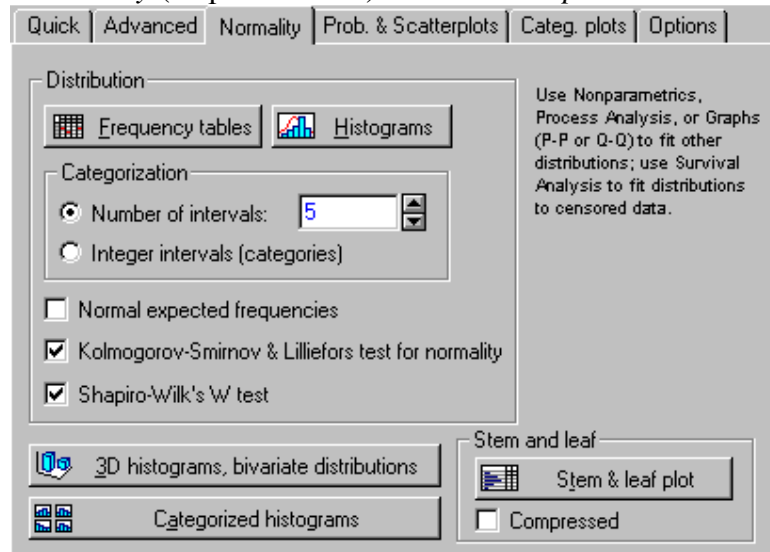 Quick Advanced Normality Prob. & Scatterplots Categ. plots Options
Distribution
Frequency tables Histograms
Categorization
Number of intervals: 5
Integer intervals (categories)
Normal expected frequencies
Kolmogorov-Smirnov & Lilliefors test for normality
Shapiro-Wilk's W test
Use Nonparametrics,
Process Analysis, or Graphs
(P-P or Q-Q) to fit other
distributions; use Survival
Analysis to fit distributions
to censored data.
3D histograms, bivariate distributions
Categorized histograms
Stem and leaf
Stem & leaf plot
Compressed